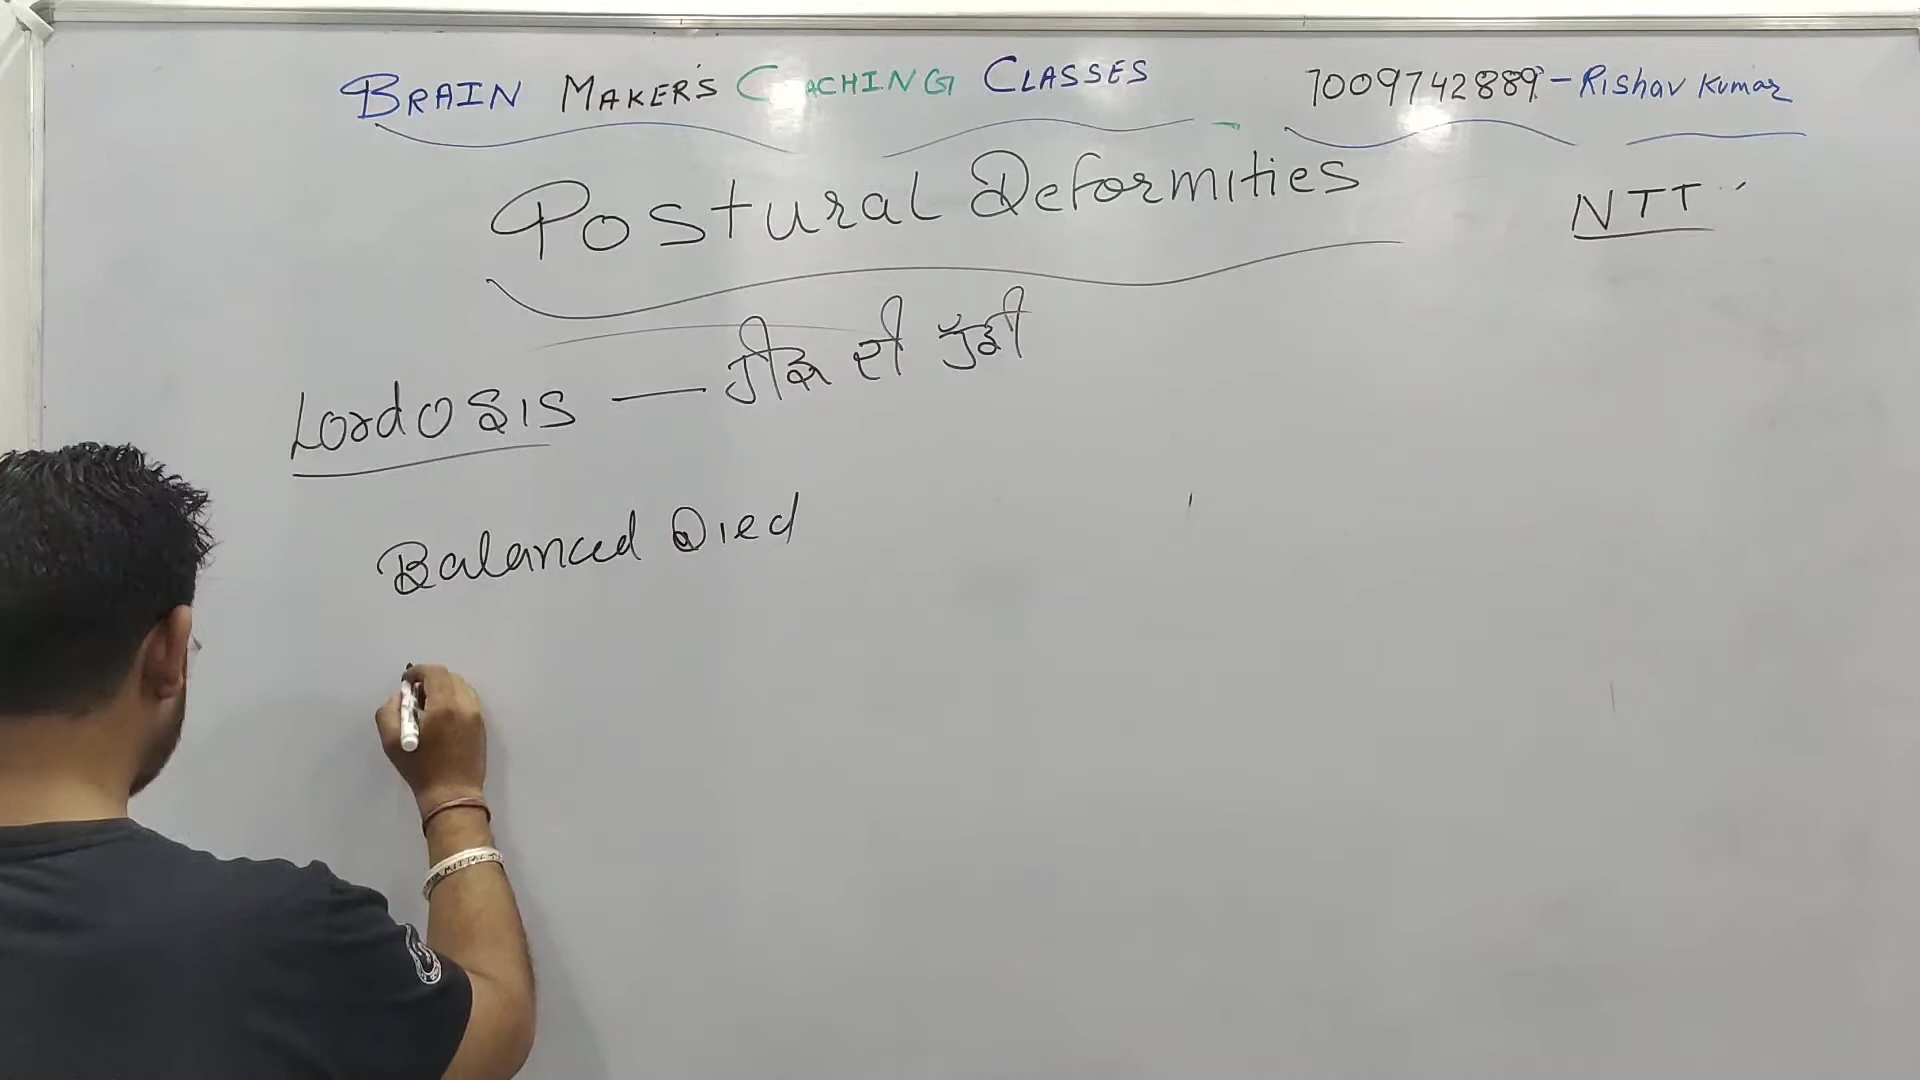 BRAIN MAKER'S COACHING CLASSES 7009742889-Rishav Kumar
Postural Deformities NTT
Lordosis — ਰੀੜ ਦੀ ਹੱਡੀ
Balanced Died